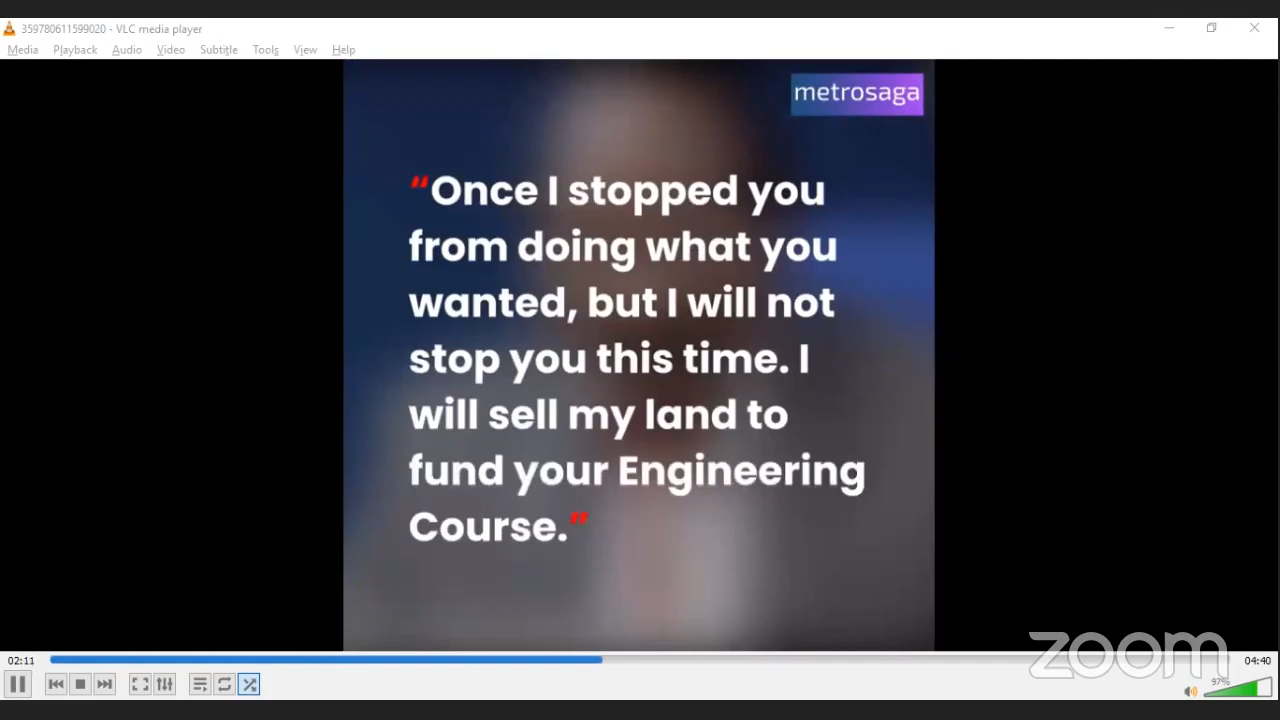 359780611599020 - VLC media player
Media Playback Audio Video Subtitle Tools View Help
metrosaga
“Once I stopped you
from doing what you
wanted, but I will not
stop you this time. I
will sell my land to
fund your Engineering
Course.”
zoom
02:11
04:40
97%